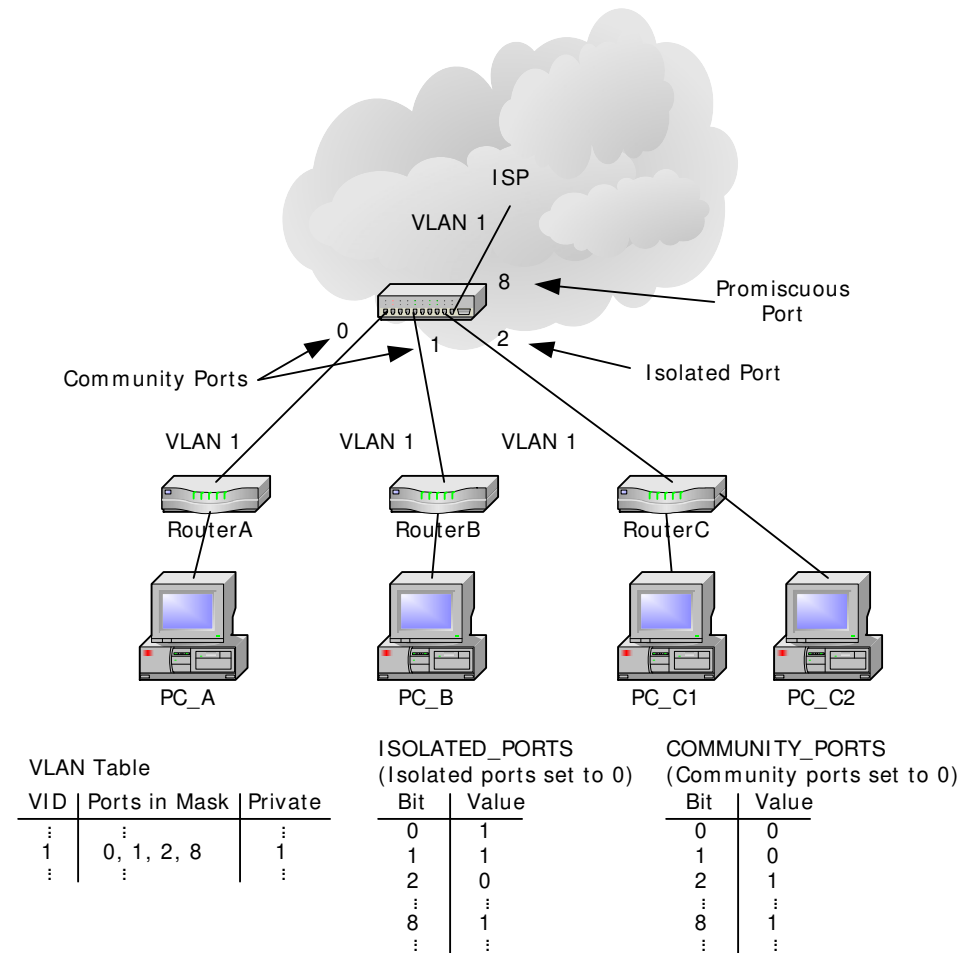 ISP
VLAN 1
8
Promiscuous
Port
0
1
2
Community Ports
Isolated Port
VLAN 1
VLAN 1
VLAN 1
RouterA
RouterB
RouterC
PC_A
PC_B
PC_C1
PC_C2
VLAN Table
VID Ports in Mask Private
⋮ ⋮ ⋮
1 0, 1, 2, 8 1
⋮ ⋮ ⋮
ISOLATED_PORTS
(Isolated ports set to 0)
Bit Value
0 1
1 1
2 0
⋮ ⋮
8 1
⋮ ⋮
COMMUNITY_PORTS
(Community ports set to 0)
Bit Value
0 0
1 0
2 1
⋮ ⋮
8 1
⋮ ⋮